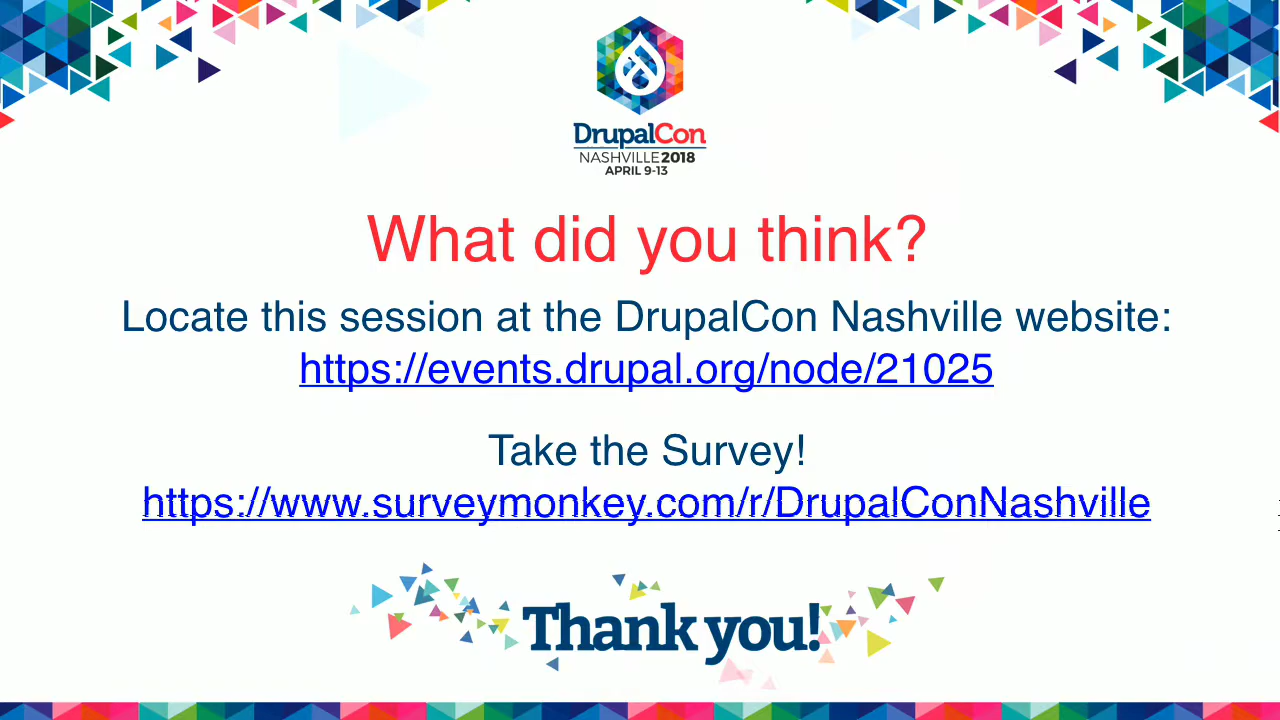 DrupalCon
NASHVILLE 2018
APRIL 9-13
What did you think?
Locate this session at the DrupalCon Nashville website:
https://events.drupal.org/node/21025
Take the Survey!
https://www.surveymonkey.com/r/DrupalConNashville
Thank you!